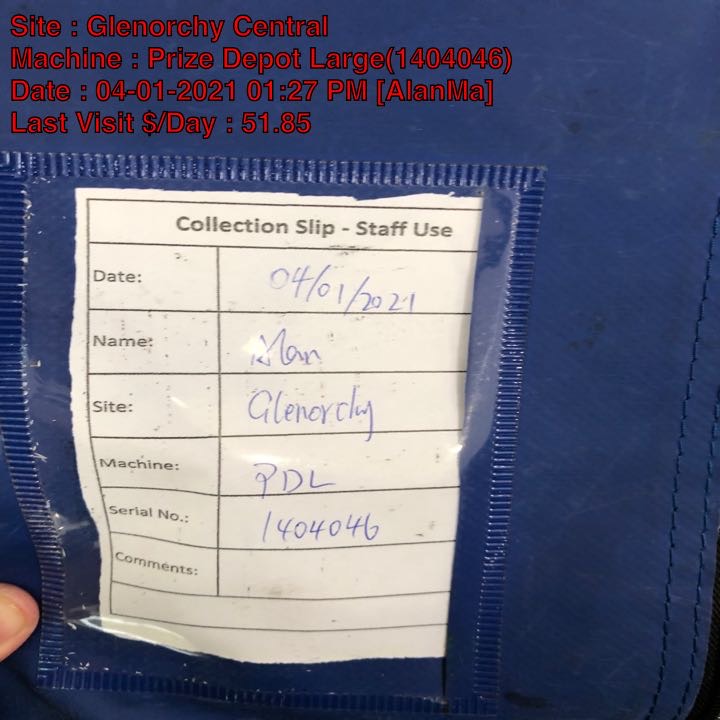 Site : Glenorchy Central
Machine : Prize Depot Large(1404046)
Date : 04-01-2021 01:27 PM [AlanMa]
Last Visit $/Day : 51.85
Collection Slip - Staff Use
Date: 04/01/2021
Name: Alan
Site: Glenorchy
Machine: PDL
Serial No.: 1404046
Comments: